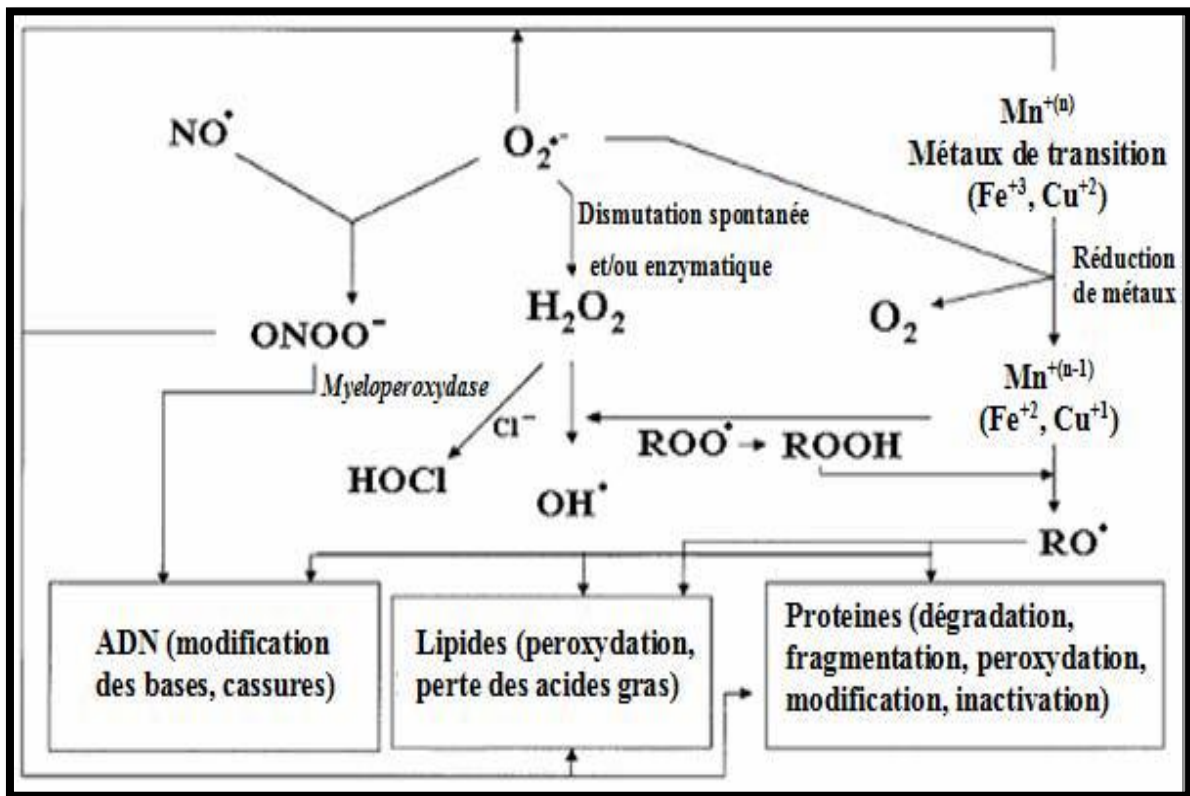 NO•
O₂•⁻
Mn⁺⁽ⁿ⁾
Métaux de transition
(Fe⁺³, Cu⁺²)
Dismutation spontanée
et/ou enzymatique
Réduction
de métaux
H₂O₂
O₂
ONOO⁻
Myeloperoxydase
Cl⁻
Mn⁺⁽ⁿ⁻¹⁾
(Fe⁺², Cu⁺¹)
ROO• → ROOH
HOCl
OH•
RO•
ADN (modification
des bases, cassures)
Lipides (peroxydation,
perte des acides gras)
Proteines (dégradation,
fragmentation, peroxydation,
modification, inactivation)